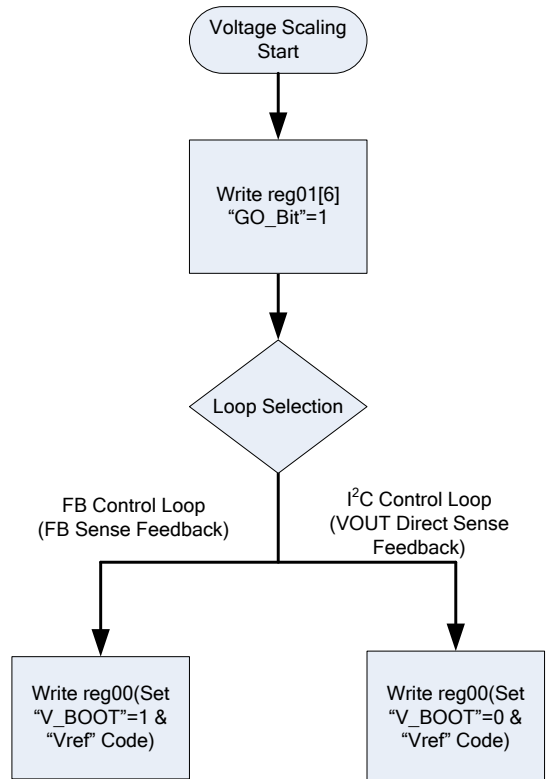 Voltage Scaling
Start
Write reg01[6]
“GO_Bit”=1
Loop Selection
FB Control Loop
(FB Sense Feedback)
I²C Control Loop
(VOUT Direct Sense
Feedback)
Write reg00(Set
“V_BOOT”=1 &
“Vref” Code)
Write reg00(Set
“V_BOOT”=0 &
“Vref” Code)